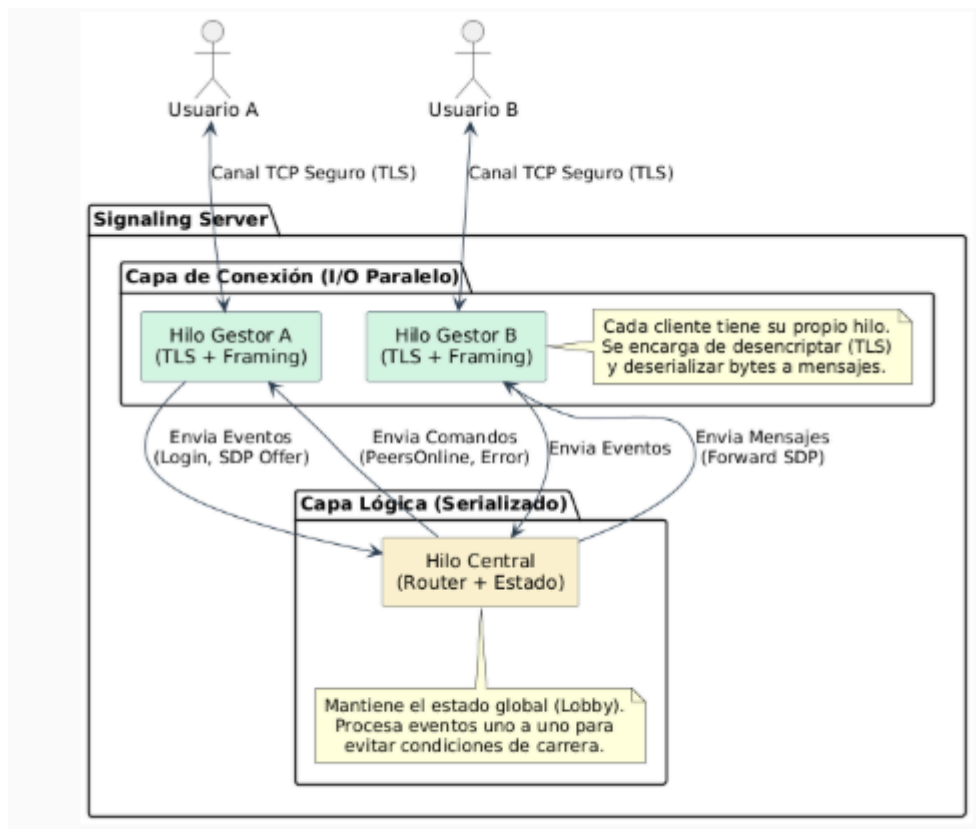 Usuario A
Usuario B
Canal TCP Seguro (TLS)
Canal TCP Seguro (TLS)
Signaling Server
Capa de Conexión (I/O Paralelo)
Hilo Gestor A
(TLS + Framing)
Hilo Gestor B
(TLS + Framing)
Cada cliente tiene su propio hilo.
Se encarga de desencriptar (TLS)
y deserializar bytes a mensajes.
Envia Eventos
(Login, SDP Offer)
Envia Comandos
(PeersOnline, Error)
Envia Eventos
Envia Mensajes
(Forward SDP)
Capa Lógica (Serializado)
Hilo Central
(Router + Estado)
Mantiene el estado global (Lobby).
Procesa eventos uno a uno para
evitar condiciones de carrera.